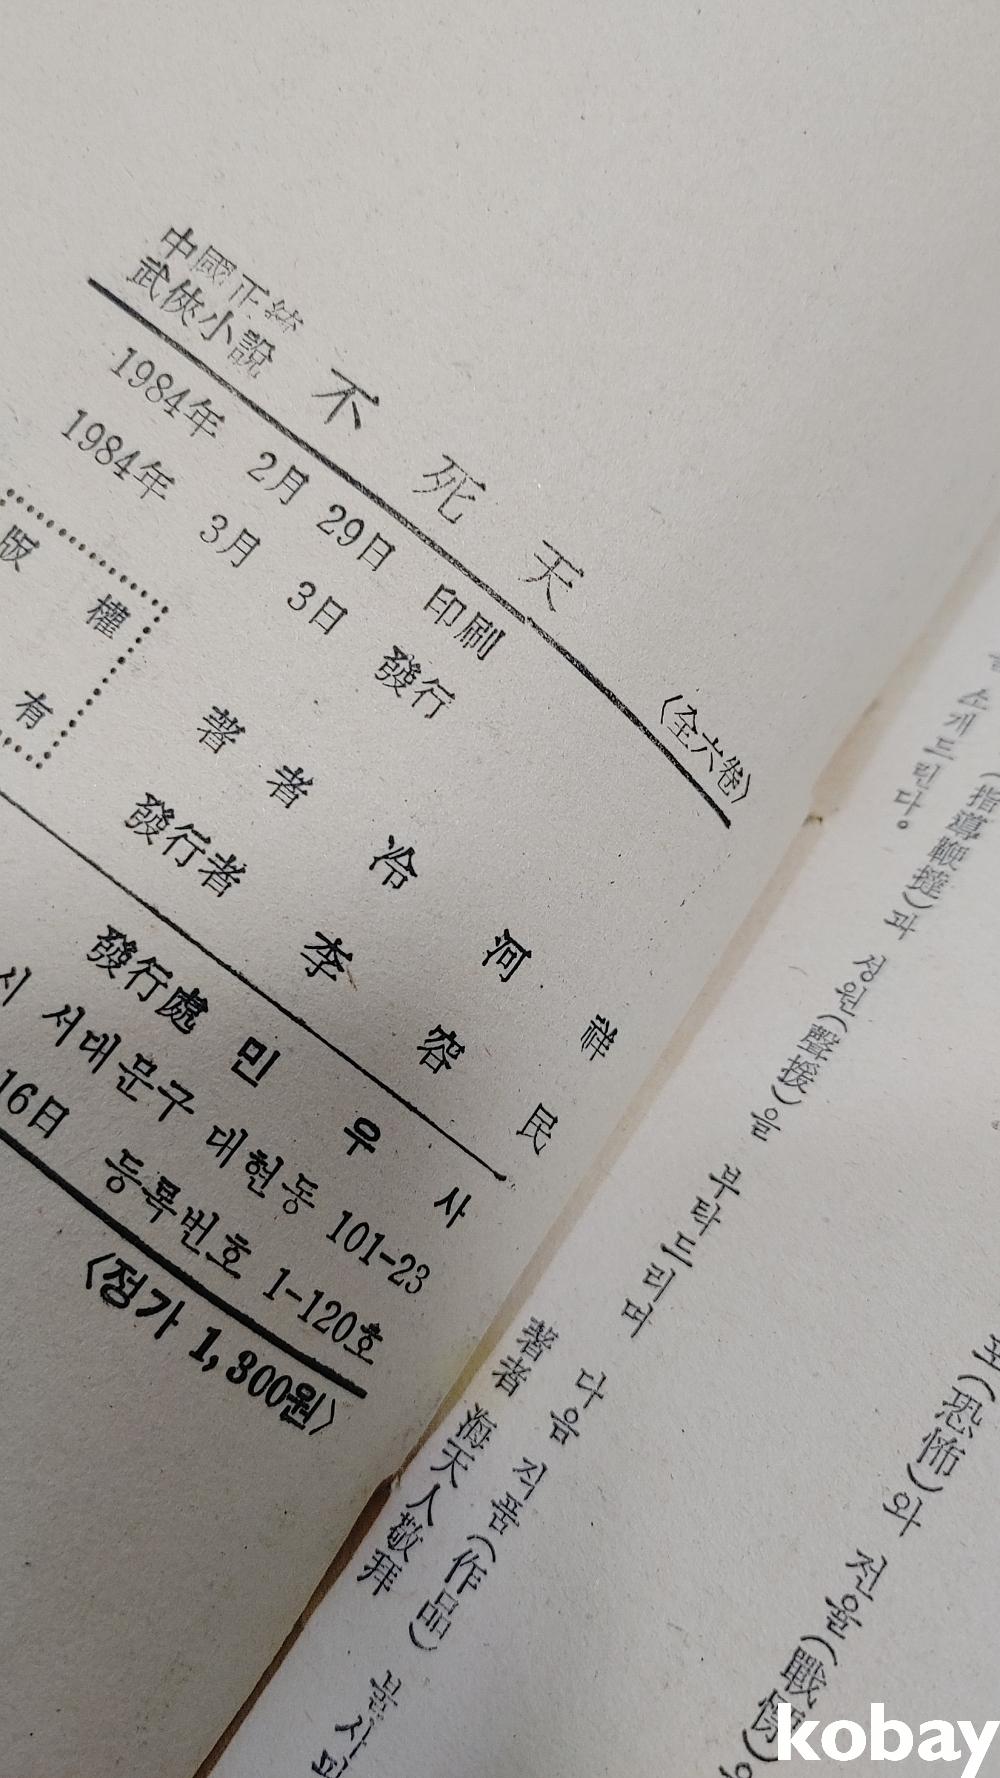 中國正統
武俠小說 不死天 〈全六卷〉
1984年 2月 29日 印刷
1984年 3月 3日 發行
版權
有
著者 冷河祥
發行者 李容民
發行處 민우사
시 서대문구 대현동 101-23
16日 등록번호 1-120호
〈정가 1,300원〉
(恐怖)와 전율(戰慄)
소개드린다。
(指導鞭撻)과 성원(聲援)을 부탁드리며 다음 작품(作品) 불사
著者 海天人敬拜
kobay